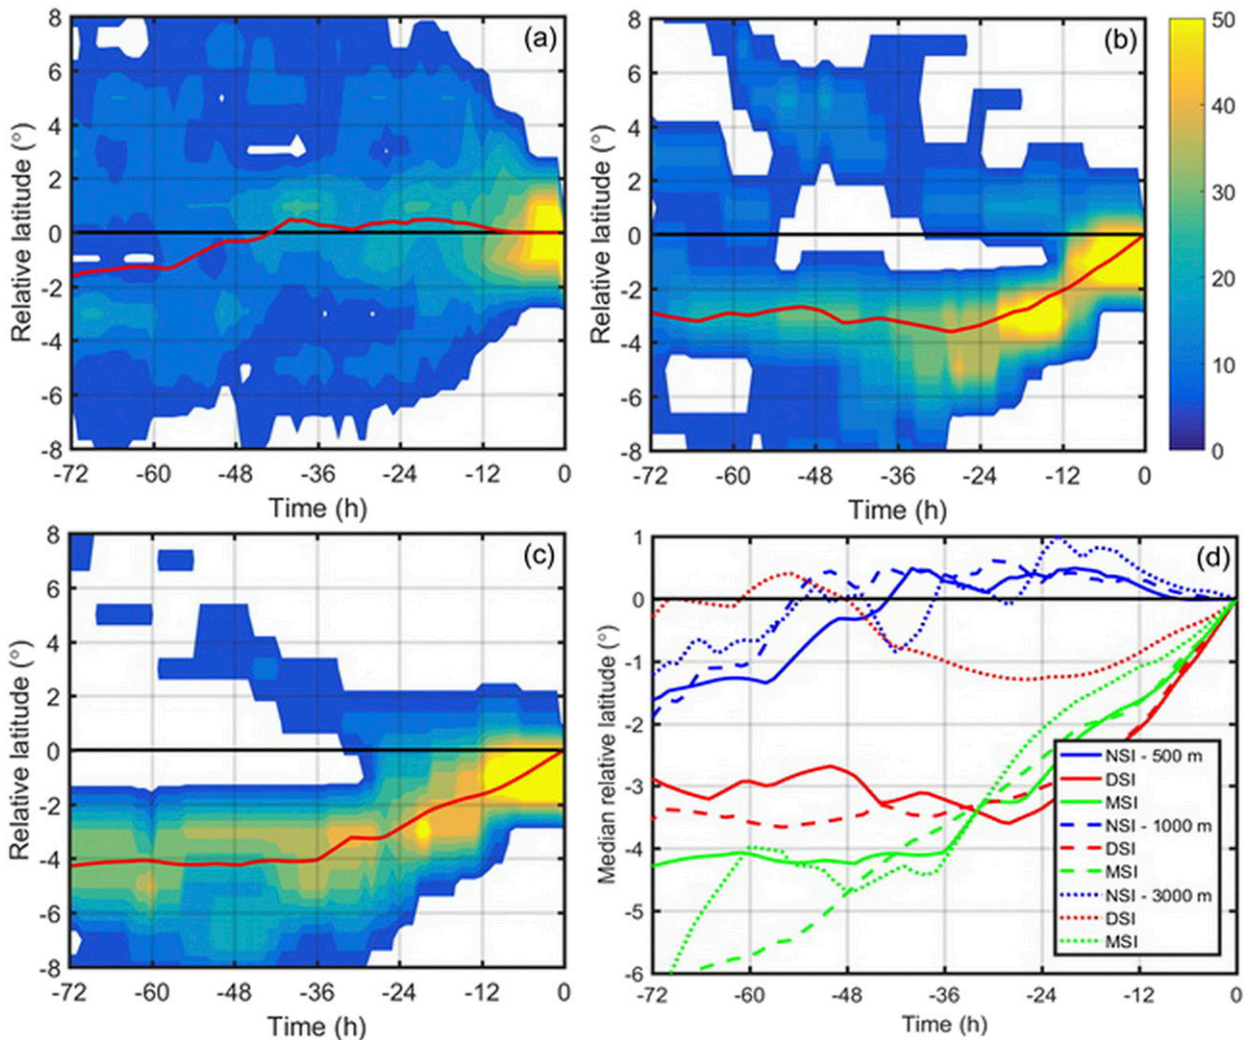 (a)
8
6
4
2
0
-2
-4
-6
-8
Relative latitude (°)
-72 -60 -48 -36 -24 -12 0
Time (h)
(b)
8
6
4
2
0
-2
-4
-6
-8
Relative latitude (°)
-72 -60 -48 -36 -24 -12 0
Time (h)
50
40
30
20
10
0
(c)
8
6
4
2
0
-2
-4
-6
-8
Relative latitude (°)
-72 -60 -48 -36 -24 -12 0
Time (h)
(d)
1
0
-1
-2
-3
-4
-5
-6
Median relative latitude (°)
NSI - 500 m
DSI
MSI
NSI - 1000 m
DSI
MSI
NSI - 3000 m
DSI
MSI
-72 -60 -48 -36 -24 -12 0
Time (h)